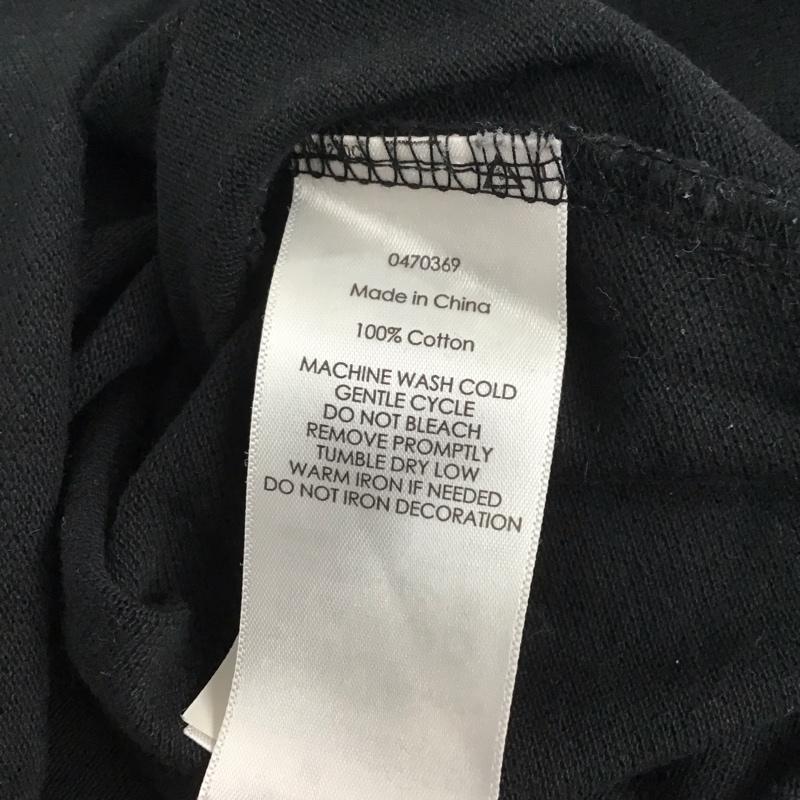 0470369
Made in China
100% Cotton
MACHINE WASH COLD
GENTLE CYCLE
DO NOT BLEACH
REMOVE PROMPTLY
TUMBLE DRY LOW
WARM IRON IF NEEDED
DO NOT IRON DECORATION